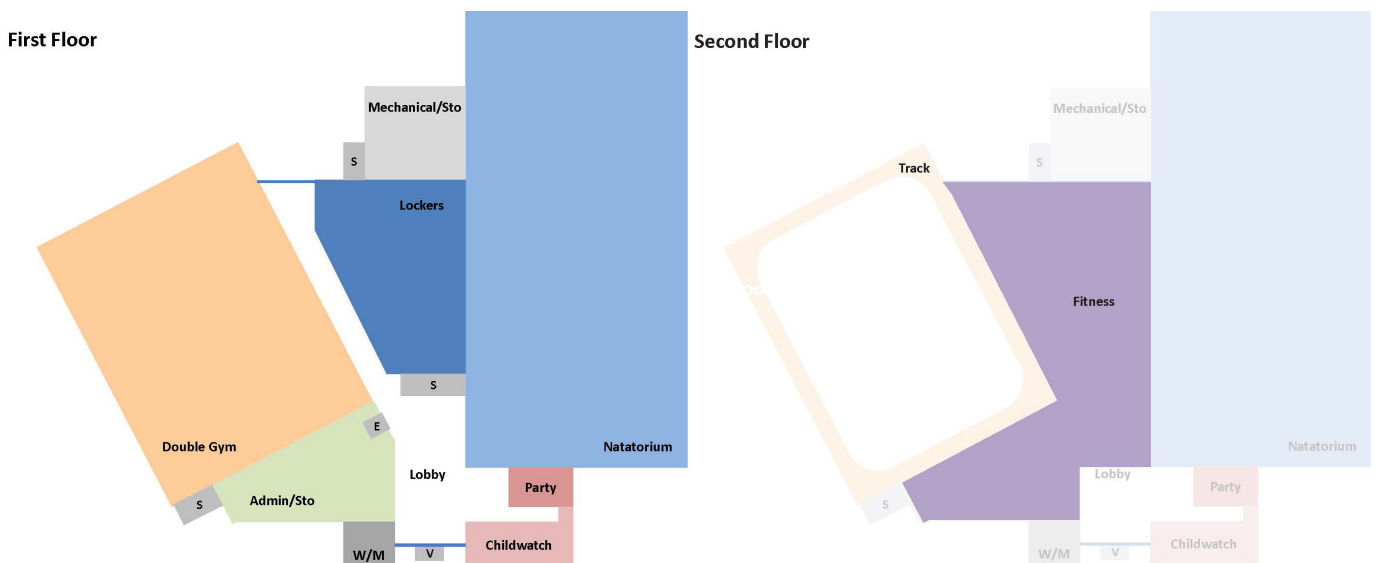 First Floor
Mechanical/Sto
S
Lockers
S
E
Double Gym
Natatorium
Lobby
Party
S
Admin/Sto
W/M
V
Childwatch
Second Floor
Mechanical/Sto
S
Track
Fitness
Natatorium
Lobby
Party
S
W/M
V
Childwatch